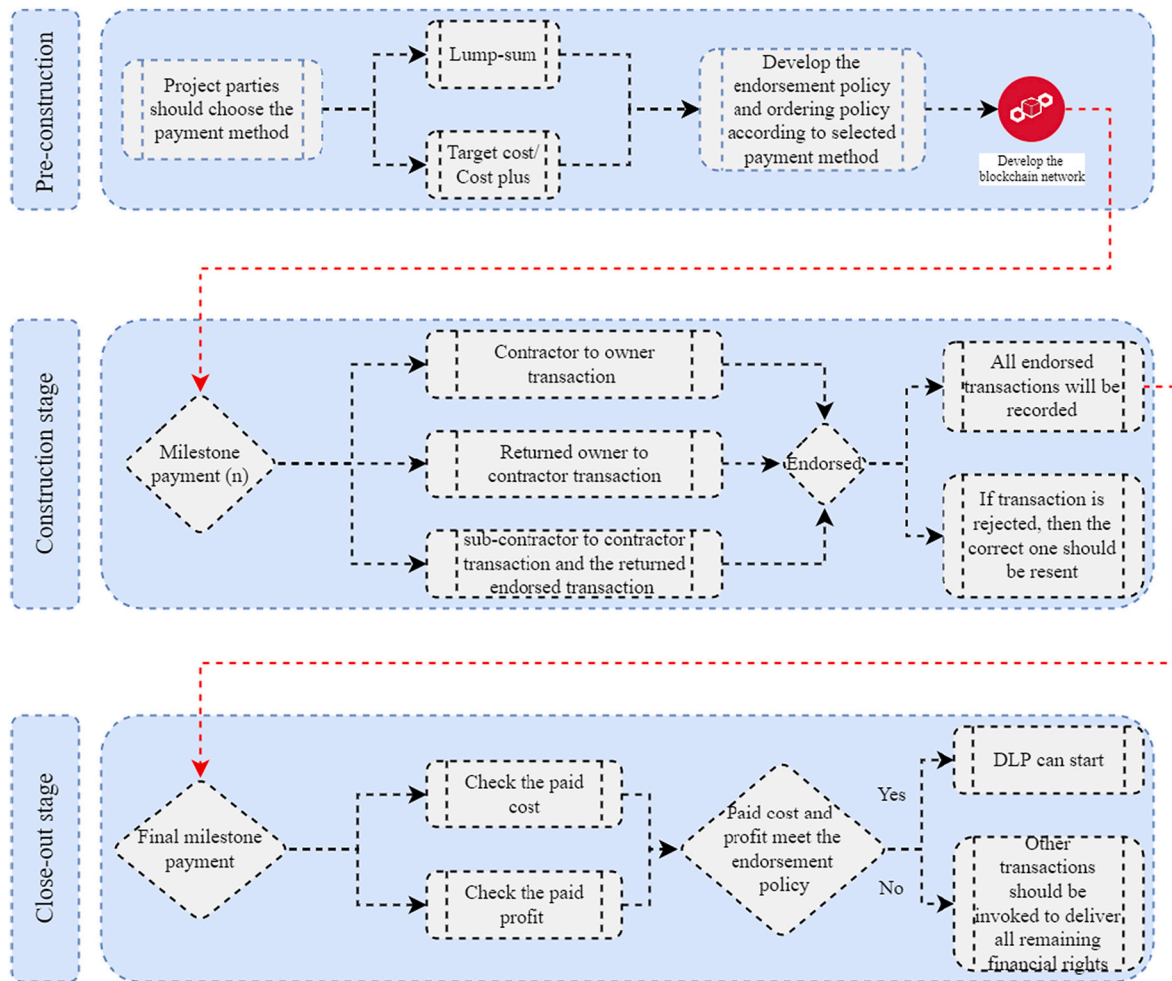 Pre-construction
Project parties
should choose the
payment method
Lump-sum
Target cost/
Cost plus
Develop the
endorsement policy
and ordering policy
according to selected
payment method
Develop the
blockchain network
Construction stage
Milestone
payment (n)
Contractor to owner
transaction
Returned owner to
contractor transaction
sub-contractor to contractor
transaction and the returned
endorsed transaction
Endorsed
All endorsed
transactions will be
recorded
If transaction is
rejected, then the
correct one should
be resent
Close-out stage
Final milestone
payment
Check the paid
cost
Check the paid
profit
Paid cost and
profit meet the
endorsement
policy
Yes
No
DLP can start
Other
transactions
should be
invoked to deliver
all remaining
financial rights